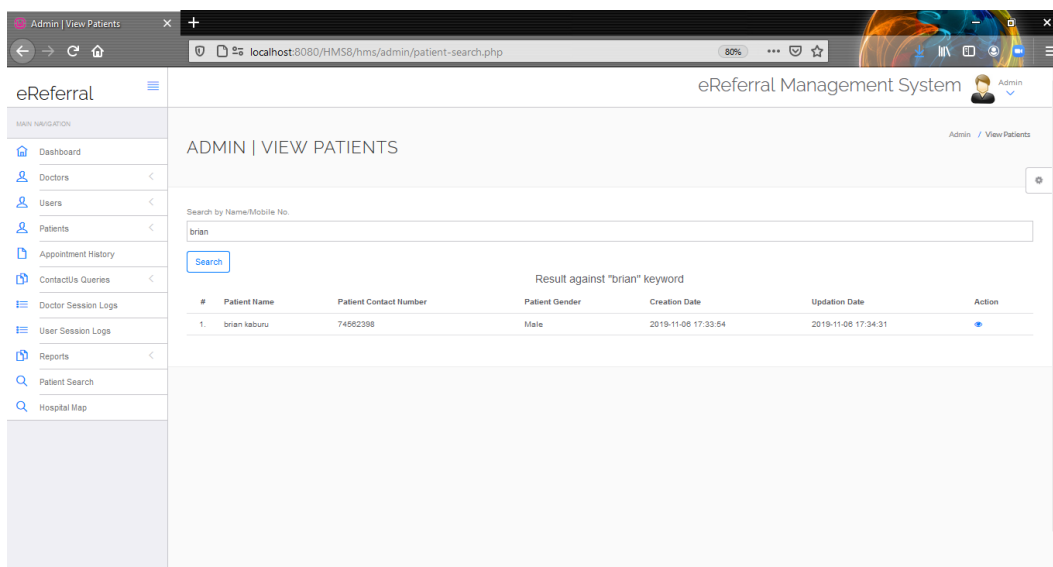 Admin | View Patients
localhost:8080/HMS8/hms/admin/patient-search.php 80%
eReferral
eReferral Management System
Admin
MAIN NAVIGATION
Dashboard
Doctors
Users
Patients
Appointment History
ContactUs Queries
Doctor Session Logs
User Session Logs
Reports
Patient Search
Hospital Map
ADMIN | VIEW PATIENTS
Admin / View Patients
Search by Name/Mobile No.
brian
Search
Result against "brian" keyword
# Patient Name Patient Contact Number Patient Gender Creation Date Updation Date Action
1. brian kaburu 74562398 Male 2019-11-06 17:33:54 2019-11-06 17:34:31